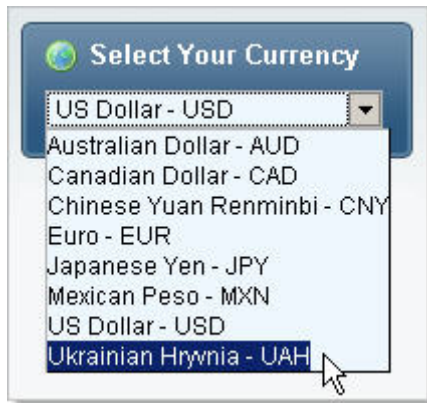 Select Your Currency
US Dollar - USD
Australian Dollar - AUD
Canadian Dollar - CAD
Chinese Yuan Renminbi - CNY
Euro - EUR
Japanese Yen - JPY
Mexican Peso - MXN
US Dollar - USD
Ukrainian Hryvnia - UAH